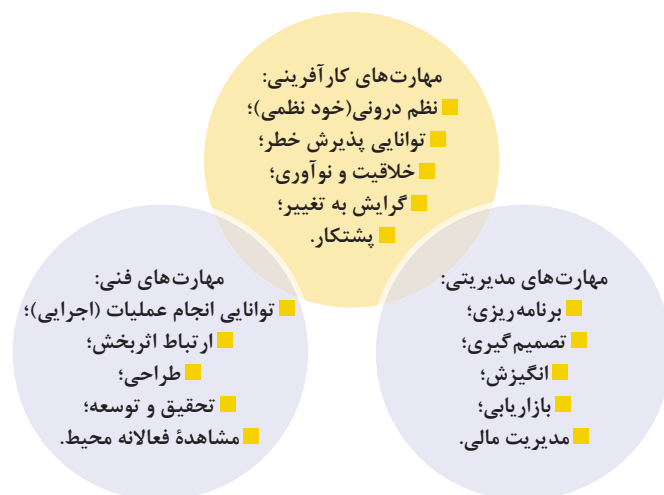 مهارت‌های کارآفرینی:
نظم درونی(خود نظمی)؛
توانایی پذیرش خطر؛
خلاقیت و نوآوری؛
گرایش به تغییر؛
پشتکار.
مهارت‌های مدیریتی:
برنامه‌ریزی؛
تصمیم‌گیری؛
انگیزش؛
بازاریابی؛
مدیریت مالی.
مهارت‌های فنی:
توانایی انجام عملیات (اجرایی)؛
ارتباط اثربخش؛
طراحی؛
تحقیق و توسعه؛
مشاهدهٔ فعالانه محیط.